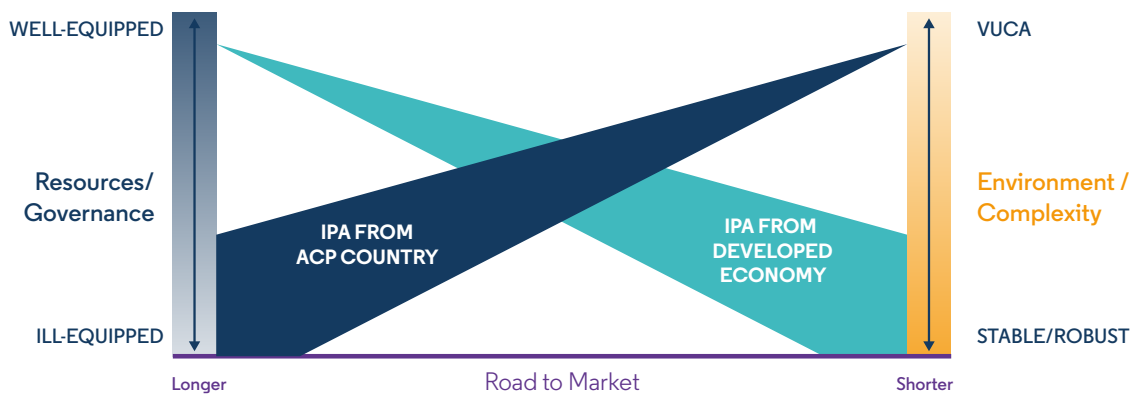 WELL-EQUIPPED
VUCA
Resources/
Governance
Environment /
Complexity
IPA FROM
ACP COUNTRY
IPA FROM
DEVELOPED
ECONOMY
ILL-EQUIPPED
STABLE/ROBUST
Longer
Road to Market
Shorter